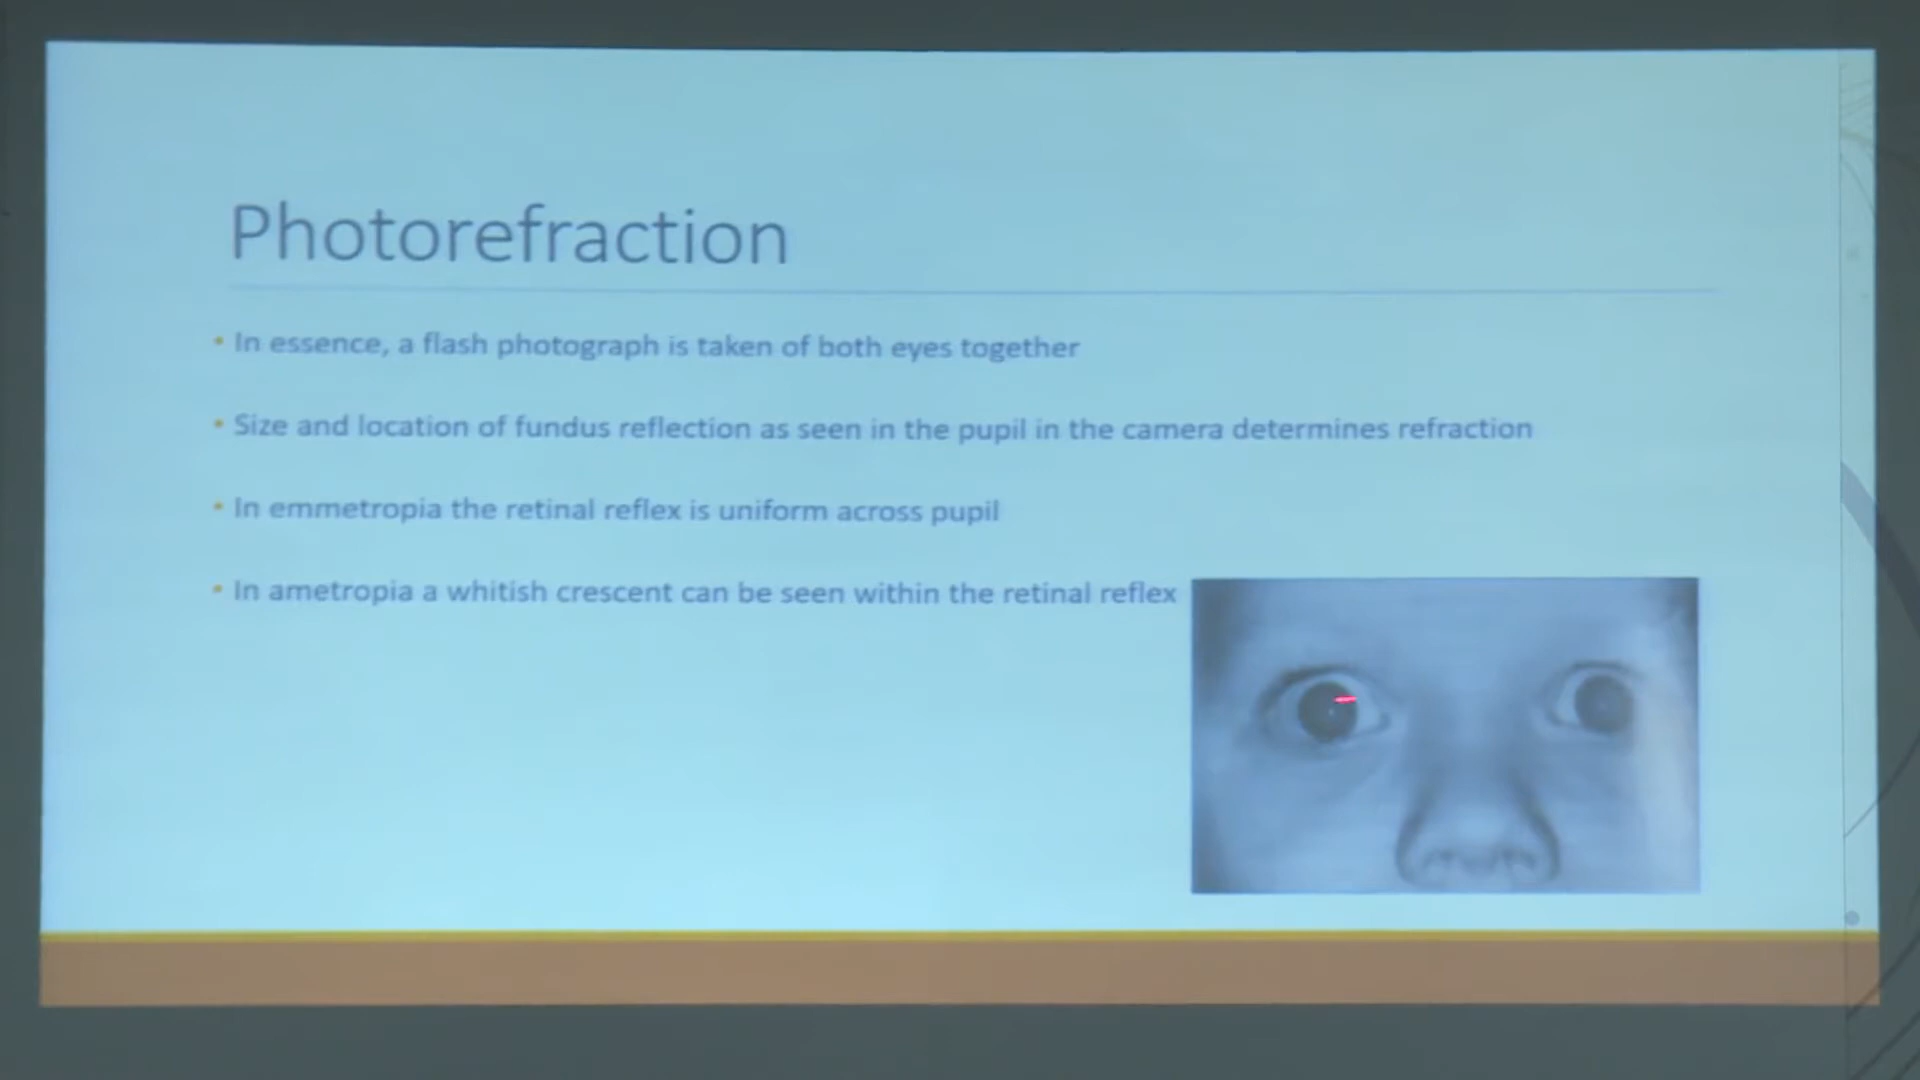 Photorefraction
• In essence, a flash photograph is taken of both eyes together
• Size and location of fundus reflection as seen in the pupil in the camera determines refraction
• In emmetropia the retinal reflex is uniform across pupil
• In ametropia a whitish crescent can be seen within the retinal reflex